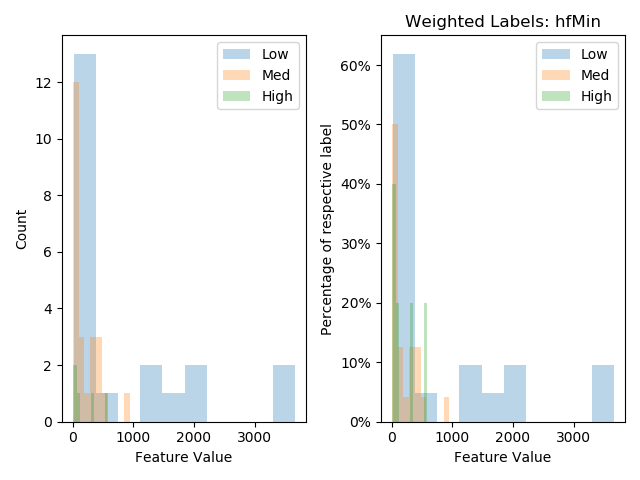 Weighted Labels: hfMin
Count
12
10
8
6
4
2
0
0
1000
2000
3000
Feature Value
Low
Med
High
Percentage of respective label
60%
50%
40%
30%
20%
10%
0%
0
1000
2000
3000
Feature Value
Low
Med
High